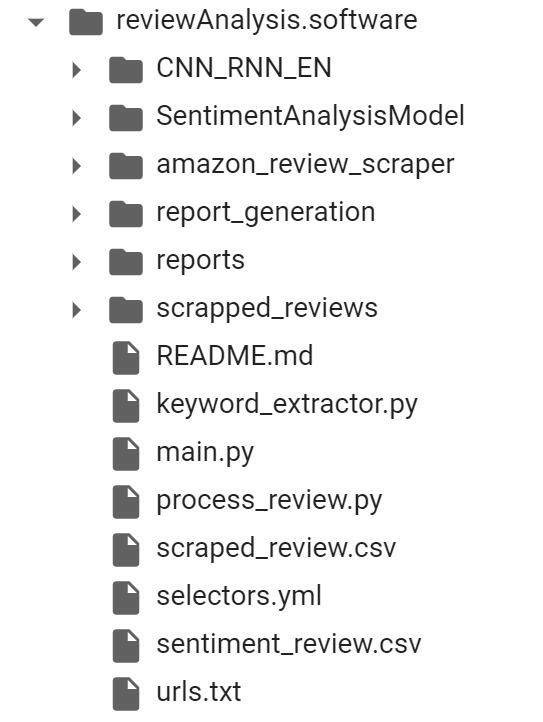 reviewAnalysis.software
CNN_RNN_EN
SentimentAnalysisModel
amazon_review_scraper
report_generation
reports
scrapped_reviews
README.md
keyword_extractor.py
main.py
process_review.py
scraped_review.csv
selectors.yml
sentiment_review.csv
urls.txt